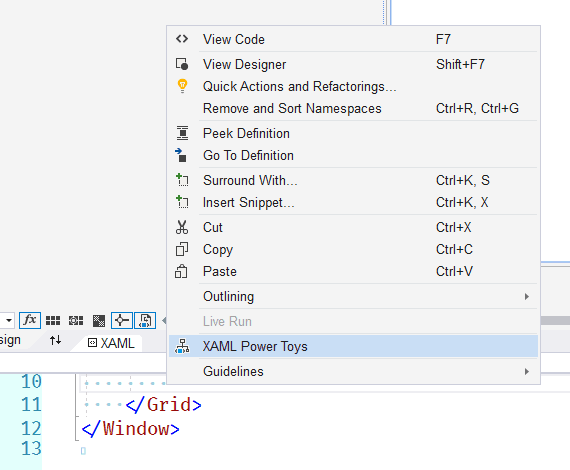 View Code F7
View Designer Shift+F7
Quick Actions and Refactorings...
Remove and Sort Namespaces Ctrl+R, Ctrl+G
Peek Definition
Go To Definition
Surround With... Ctrl+K, S
Insert Snippet... Ctrl+K, X
Cut Ctrl+X
Copy Ctrl+C
Paste Ctrl+V
Outlining
fx
Live Run
sign
XAML
XAML Power Toys
Guidelines
10
11 </Grid>
12 </Window>
13